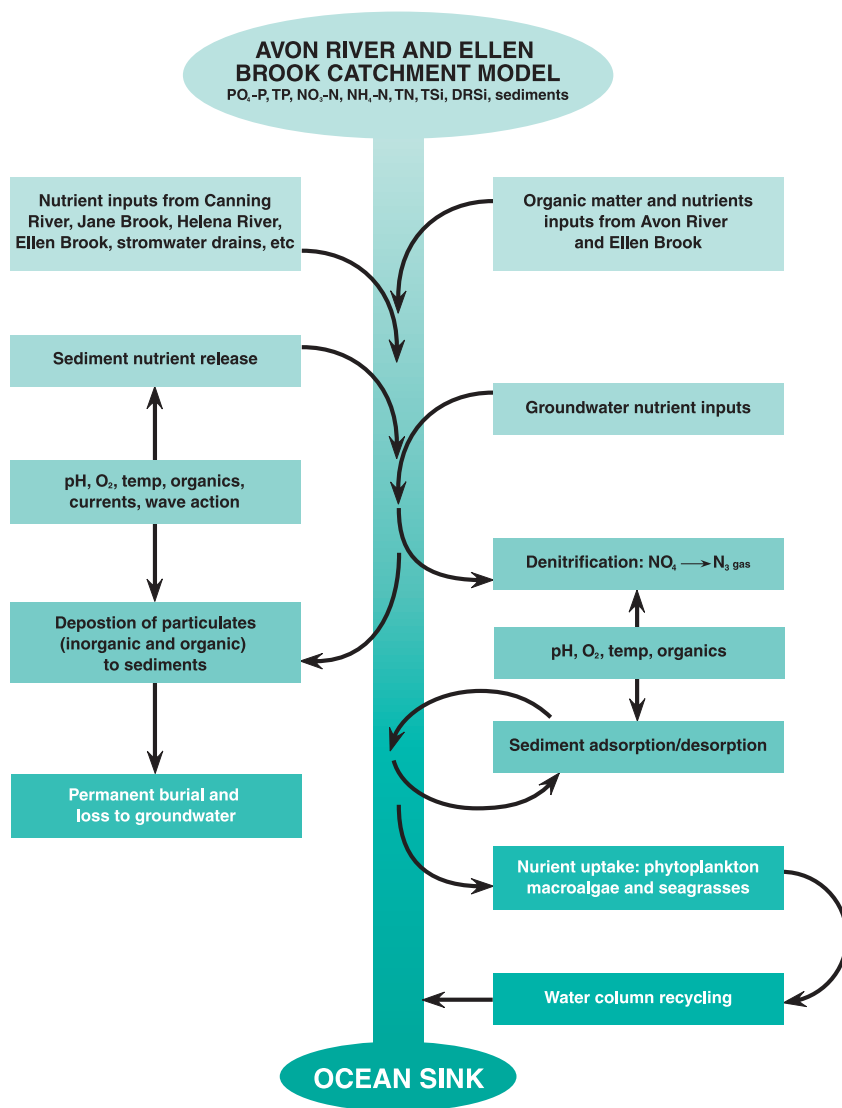 AVON RIVER AND ELLEN
BROOK CATCHMENT MODEL
PO₄-P, TP, NO₃-N, NH₄-N, TN, TSi, DRSi, sediments
Nutrient inputs from Canning
River, Jane Brook, Helena River,
Ellen Brook, stromwater drains, etc
Organic matter and nutrients
inputs from Avon River
and Ellen Brook
Sediment nutrient release
Groundwater nutrient inputs
pH, O₂, temp, organics,
currents, wave action
Denitrification: NO₄ → N₃ gas
Depostion of particulates
(inorganic and organic)
to sediments
pH, O₂, temp, organics
Sediment adsorption/desorption
Permanent burial and
loss to groundwater
Nurient uptake: phytoplankton
macroalgae and seagrasses
Water column recycling
OCEAN SINK